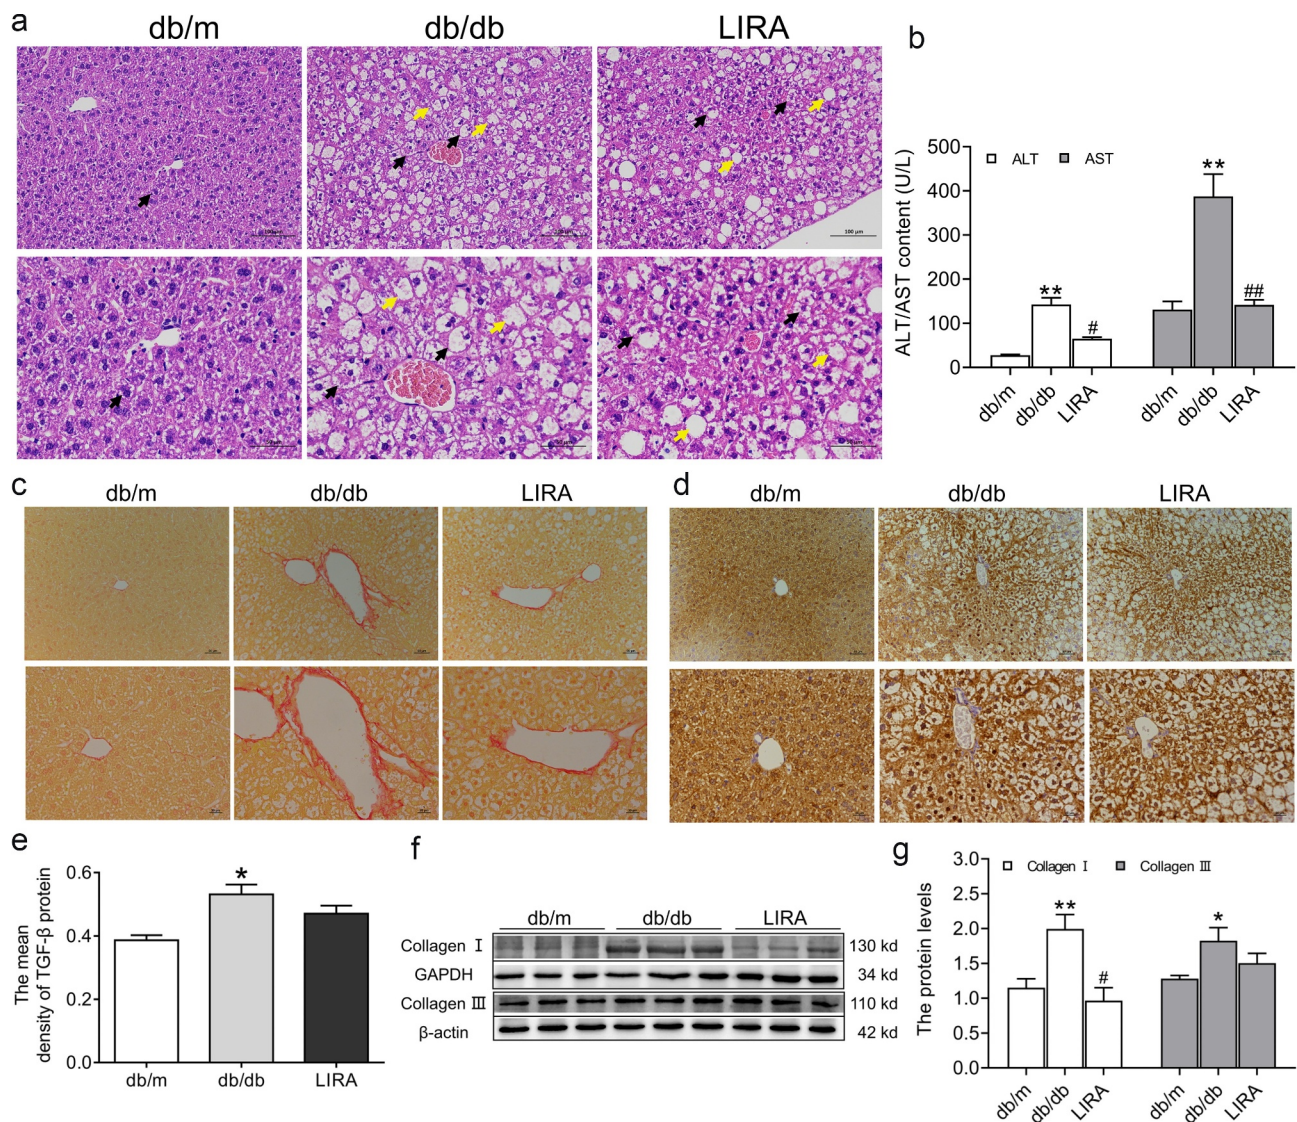 a
db/m
db/db
LIRA
100 μm
b
500
400
300
200
100
0
ALT/AST content (U/L)
ALT
AST
**
**
#
##
db/m
db/db
LIRA
db/m
db/db
LIRA
c
db/m
db/db
LIRA
d
db/m
db/db
LIRA
e
The mean
density of TGF-β protein
0.6
0.4
0.2
0.0
*
db/m
db/db
LIRA
f
db/m
db/db
LIRA
Collagen Ⅰ
130 kd
GAPDH
34 kd
Collagen Ⅲ
110 kd
β-actin
42 kd
g
The protein levels
3.0
2.5
2.0
1.5
1.0
0.5
0.0
Collagen Ⅰ
Collagen Ⅲ
**
*
#
db/m
db/db
LIRA
db/m
db/db
LIRA